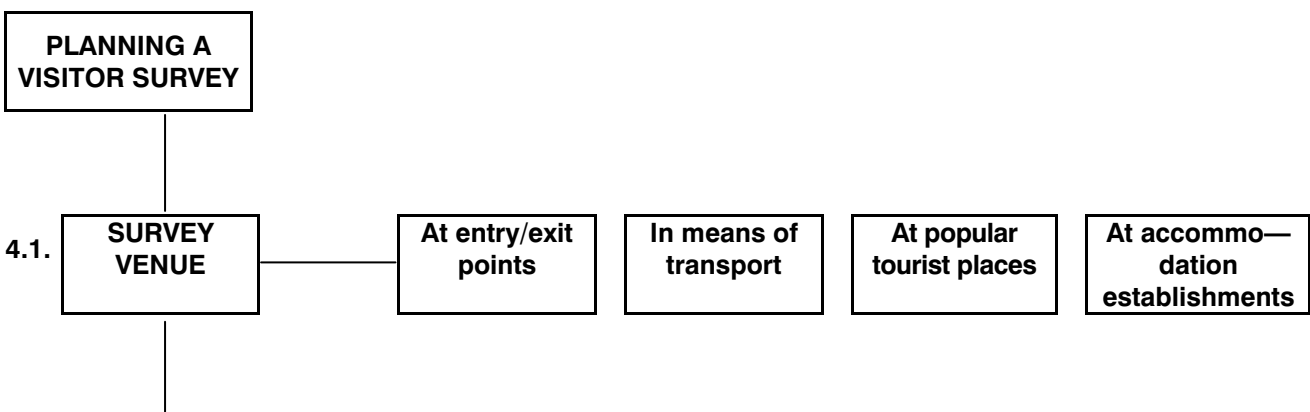 PLANNING A
VISITOR SURVEY
4.1.
SURVEY
VENUE
At entry/exit
points
In means of
transport
At popular
tourist places
At accommo—
dation
establishments